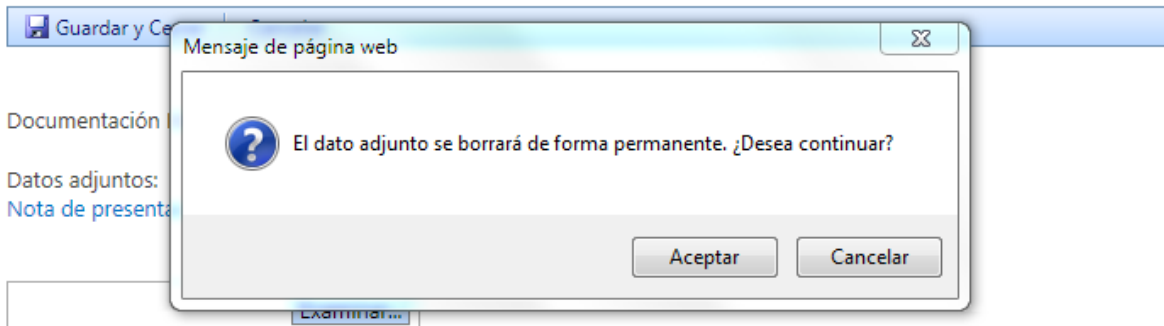 Guardar y Ce
Mensaje de página web
Documentación
El dato adjunto se borrará de forma permanente. ¿Desea continuar?
Datos adjuntos:
Nota de presenta
Aceptar Cancelar
Examinar...